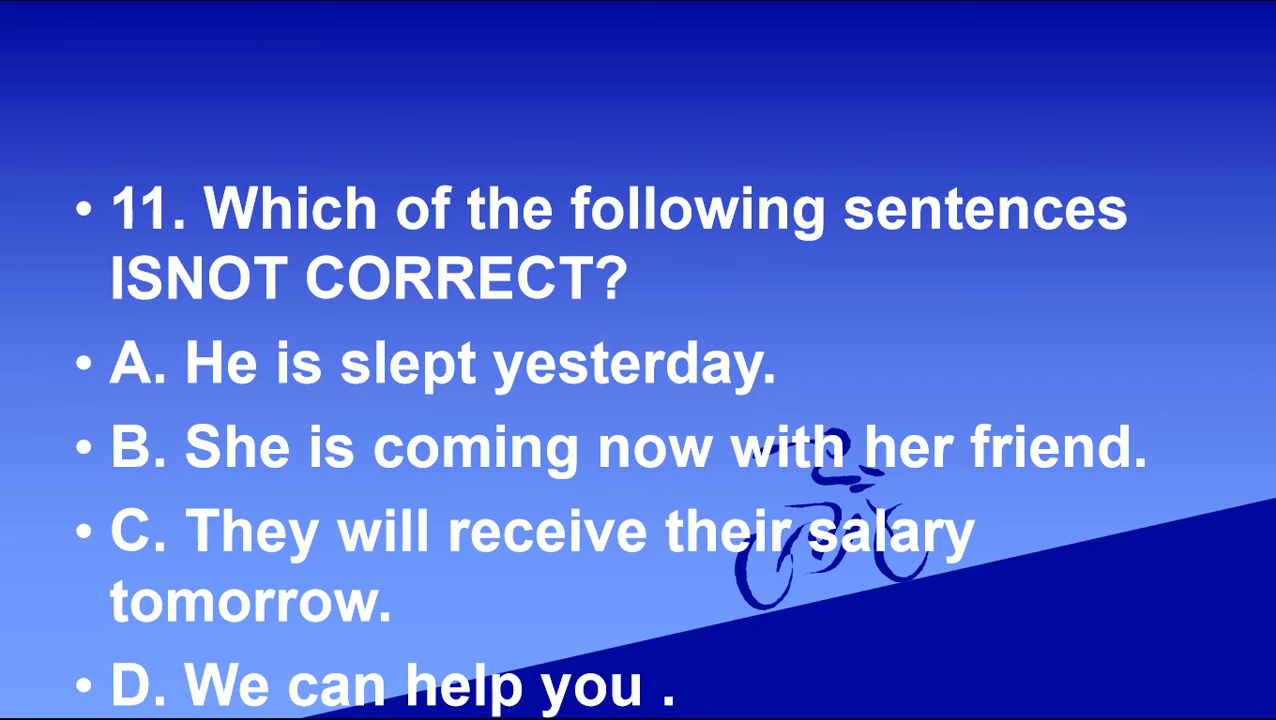 • 11. Which of the following sentences
ISNOT CORRECT?
• A. He is slept yesterday.
• B. She is coming now with her friend.
• C. They will receive their salary
tomorrow.
• D. We can help you .